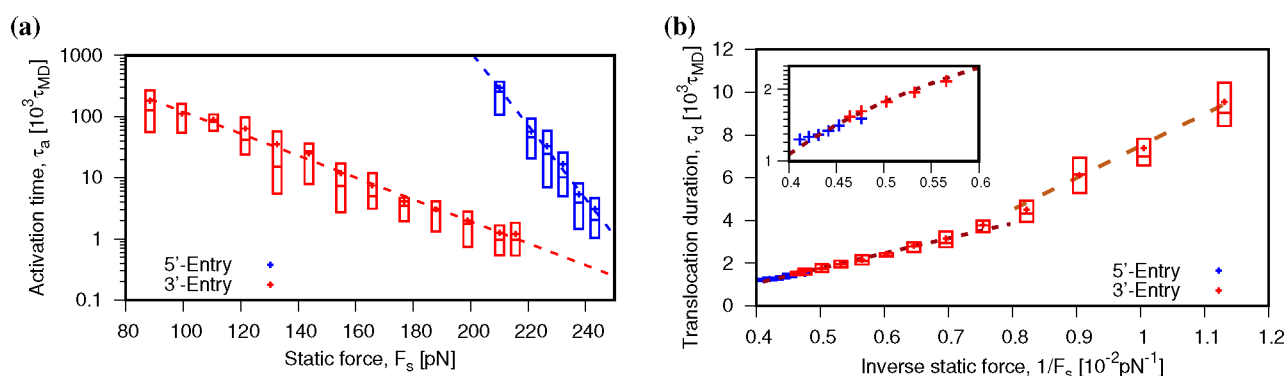 (a)
Activation time, τₐ [10³τ_MD]
1000
100
10
1
0.1
5'-Entry
3'-Entry
80 100 120 140 160 180 200 220 240
Static force, Fₛ [pN]
(b)
Translocation duration, τ_d [10³τ_MD]
12
10
8
6
4
2
0
2
1
0.4 0.45 0.5 0.55 0.6
5'-Entry
3'-Entry
0.4 0.5 0.6 0.7 0.8 0.9 1 1.1 1.2
Inverse static force, 1/Fₛ [10⁻²pN⁻¹]